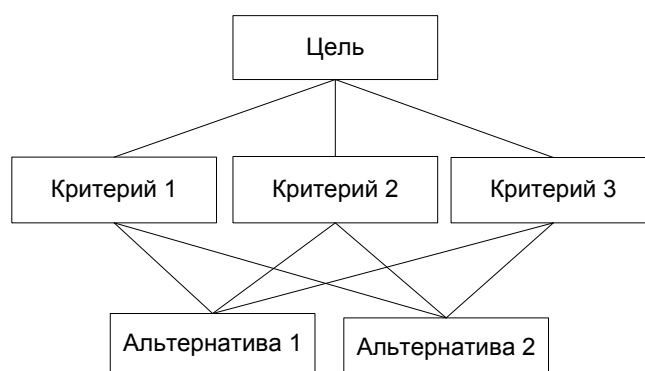 Цель
Критерий 1
Критерий 2
Критерий 3
Альтернатива 1
Альтернатива 2